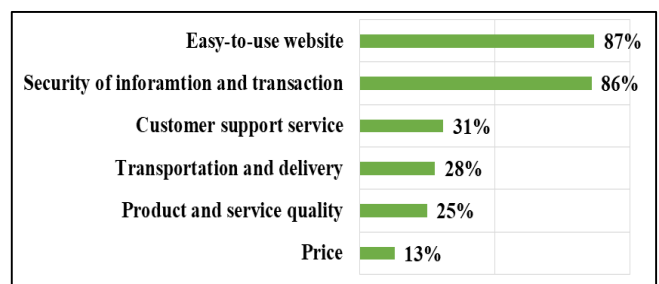 Easy-to-use website 87%
Security of inforamtion and transaction 86%
Customer support service 31%
Transportation and delivery 28%
Product and service quality 25%
Price 13%